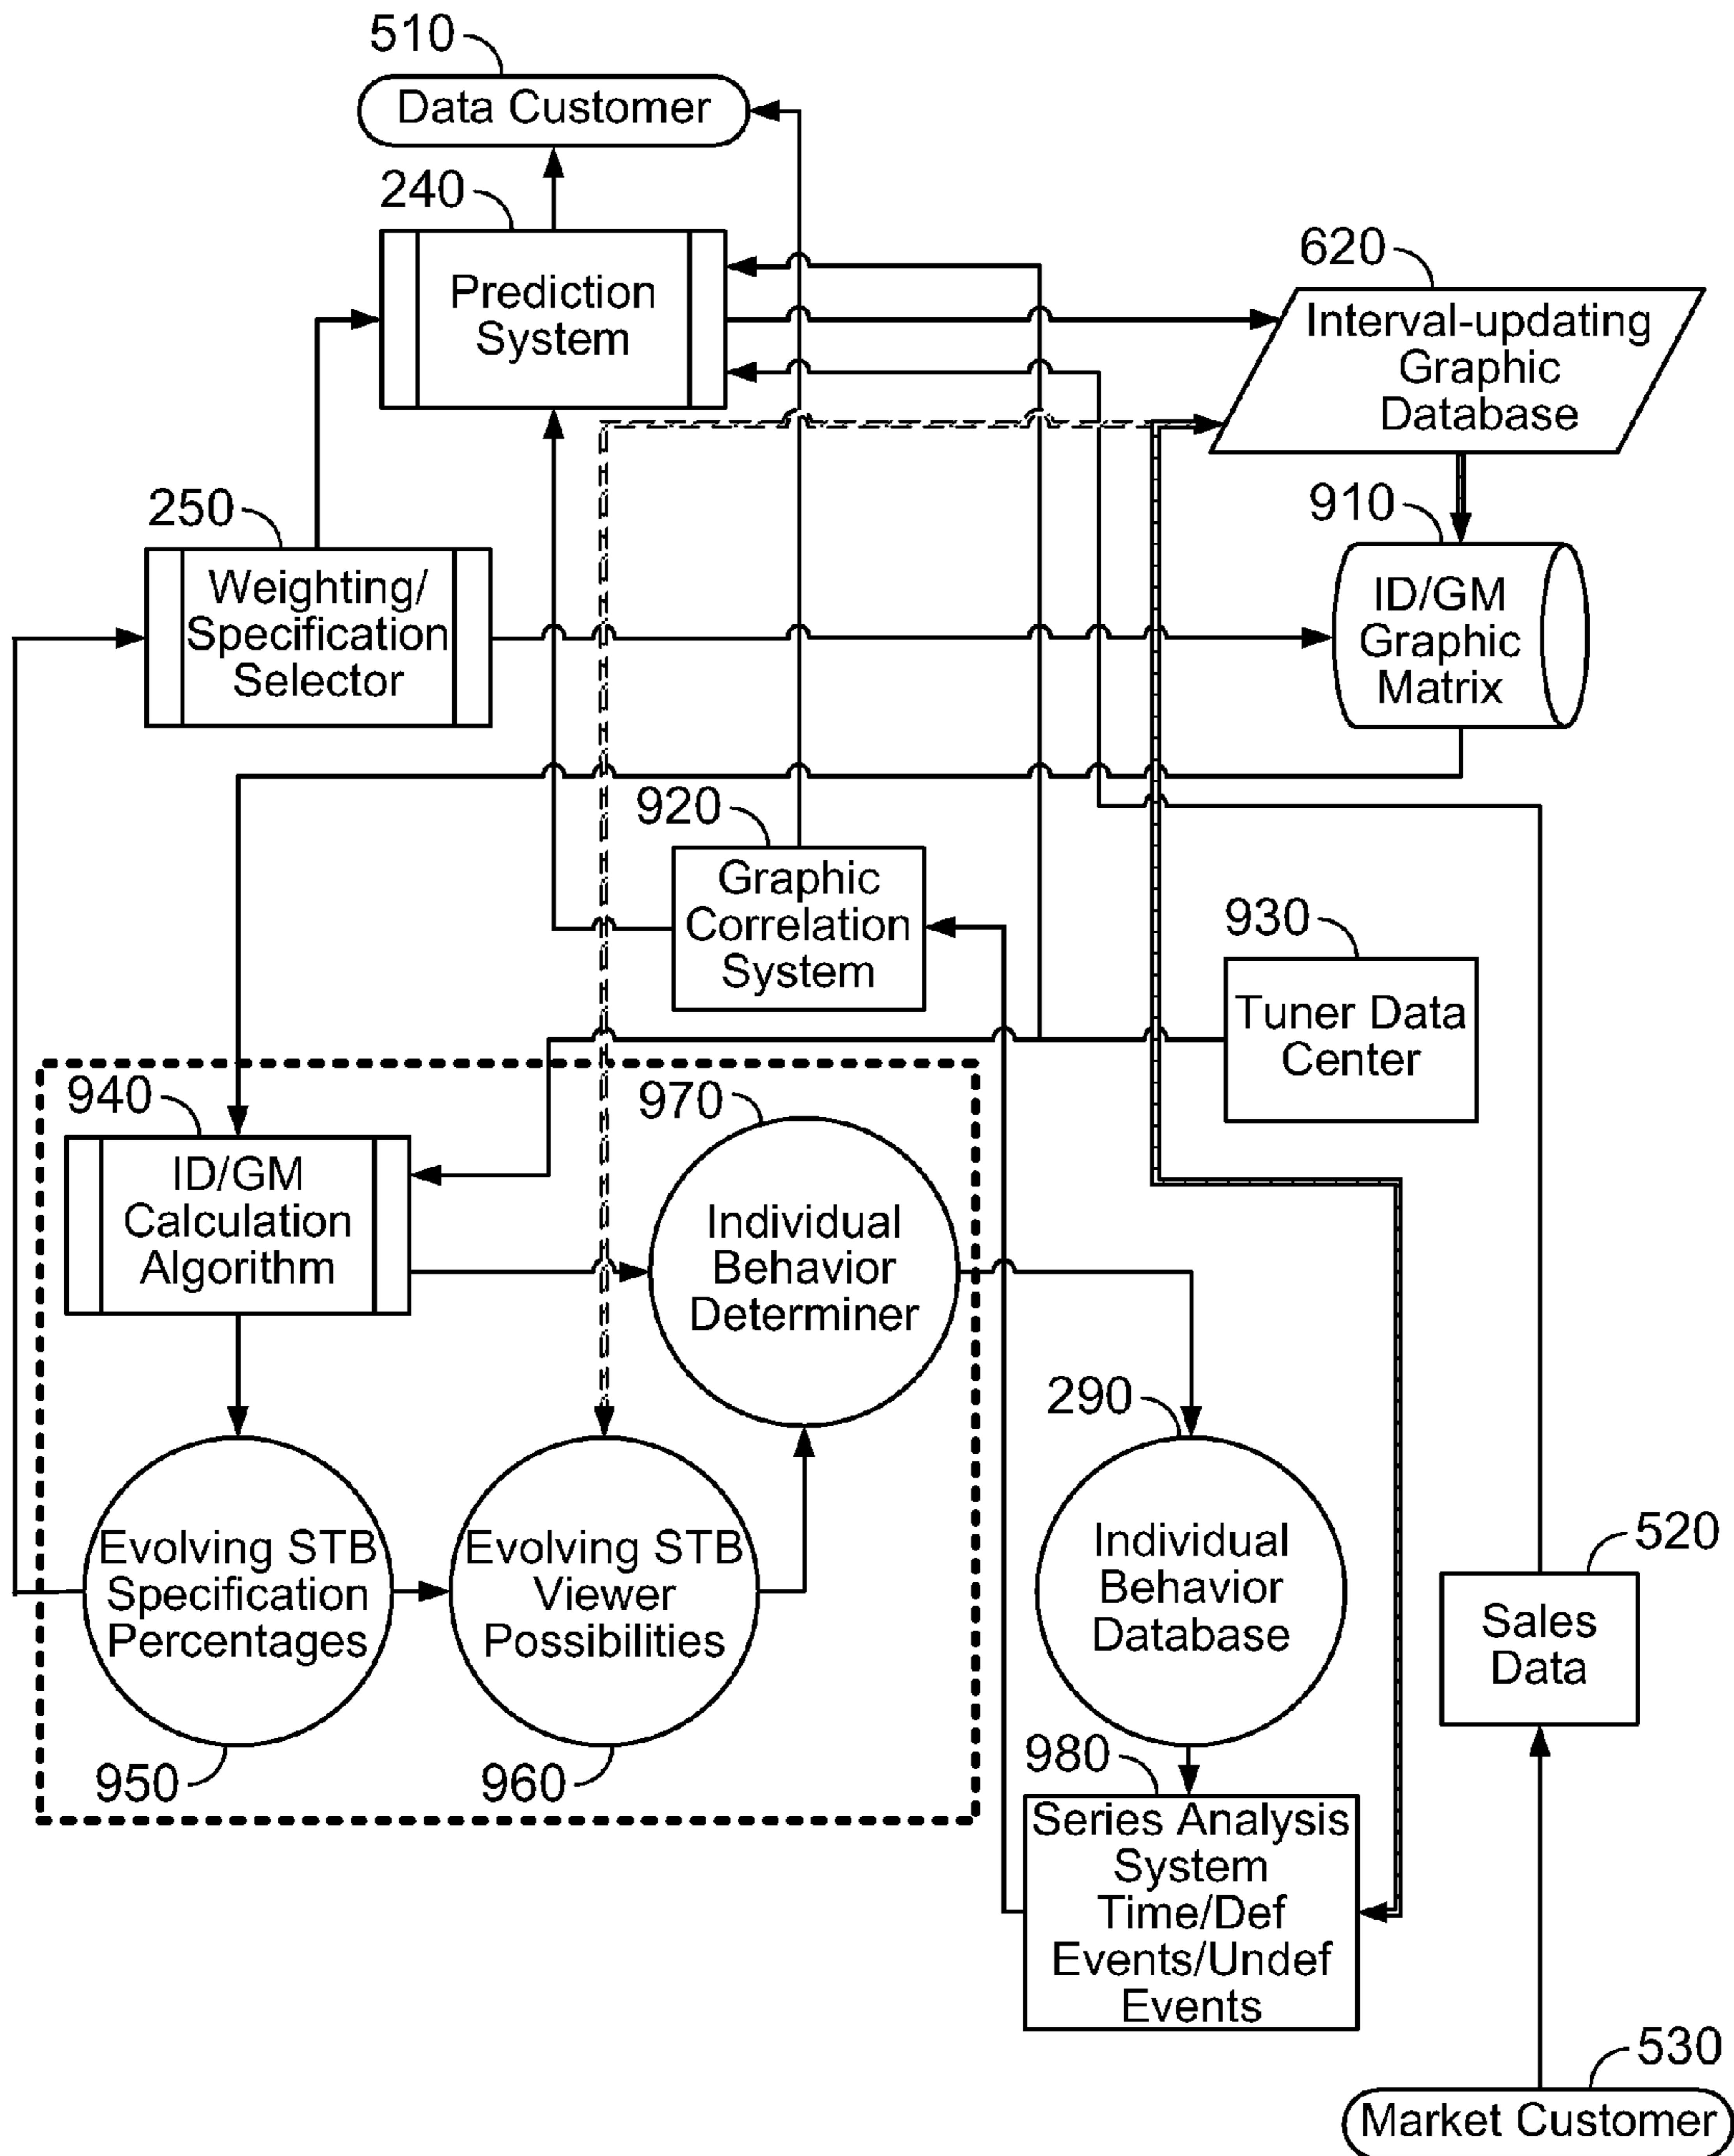 510
Data Customer
240
Prediction
System
620
Interval-updating
Graphic
Database
250
Weighting/
Specification
Selector
910
ID/GM
Graphic
Matrix
920
Graphic
Correlation
System
930
Tuner Data
Center
940
ID/GM
Calculation
Algorithm
970
Individual
Behavior
Determiner
290
Individual
Behavior
Database
Evolving STB
Specification
Percentages
950
Evolving STB
Viewer
Possibilities
960
520
Sales
Data
980
Series Analysis
System
Time/Def
Events/Undef
Events
530
Market Customer